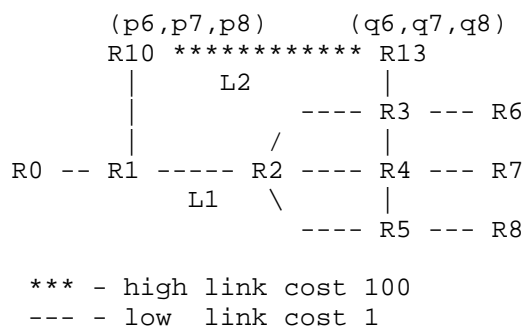 (p6,p7,p8) (q6,q7,q8)
R10 ************ R13
| L2 |
| ---- R3 --- R6
| / |
R0 -- R1 ----- R2 ---- R4 --- R7
L1 \ |
---- R5 --- R8
*** - high link cost 100
--- - low link cost 1